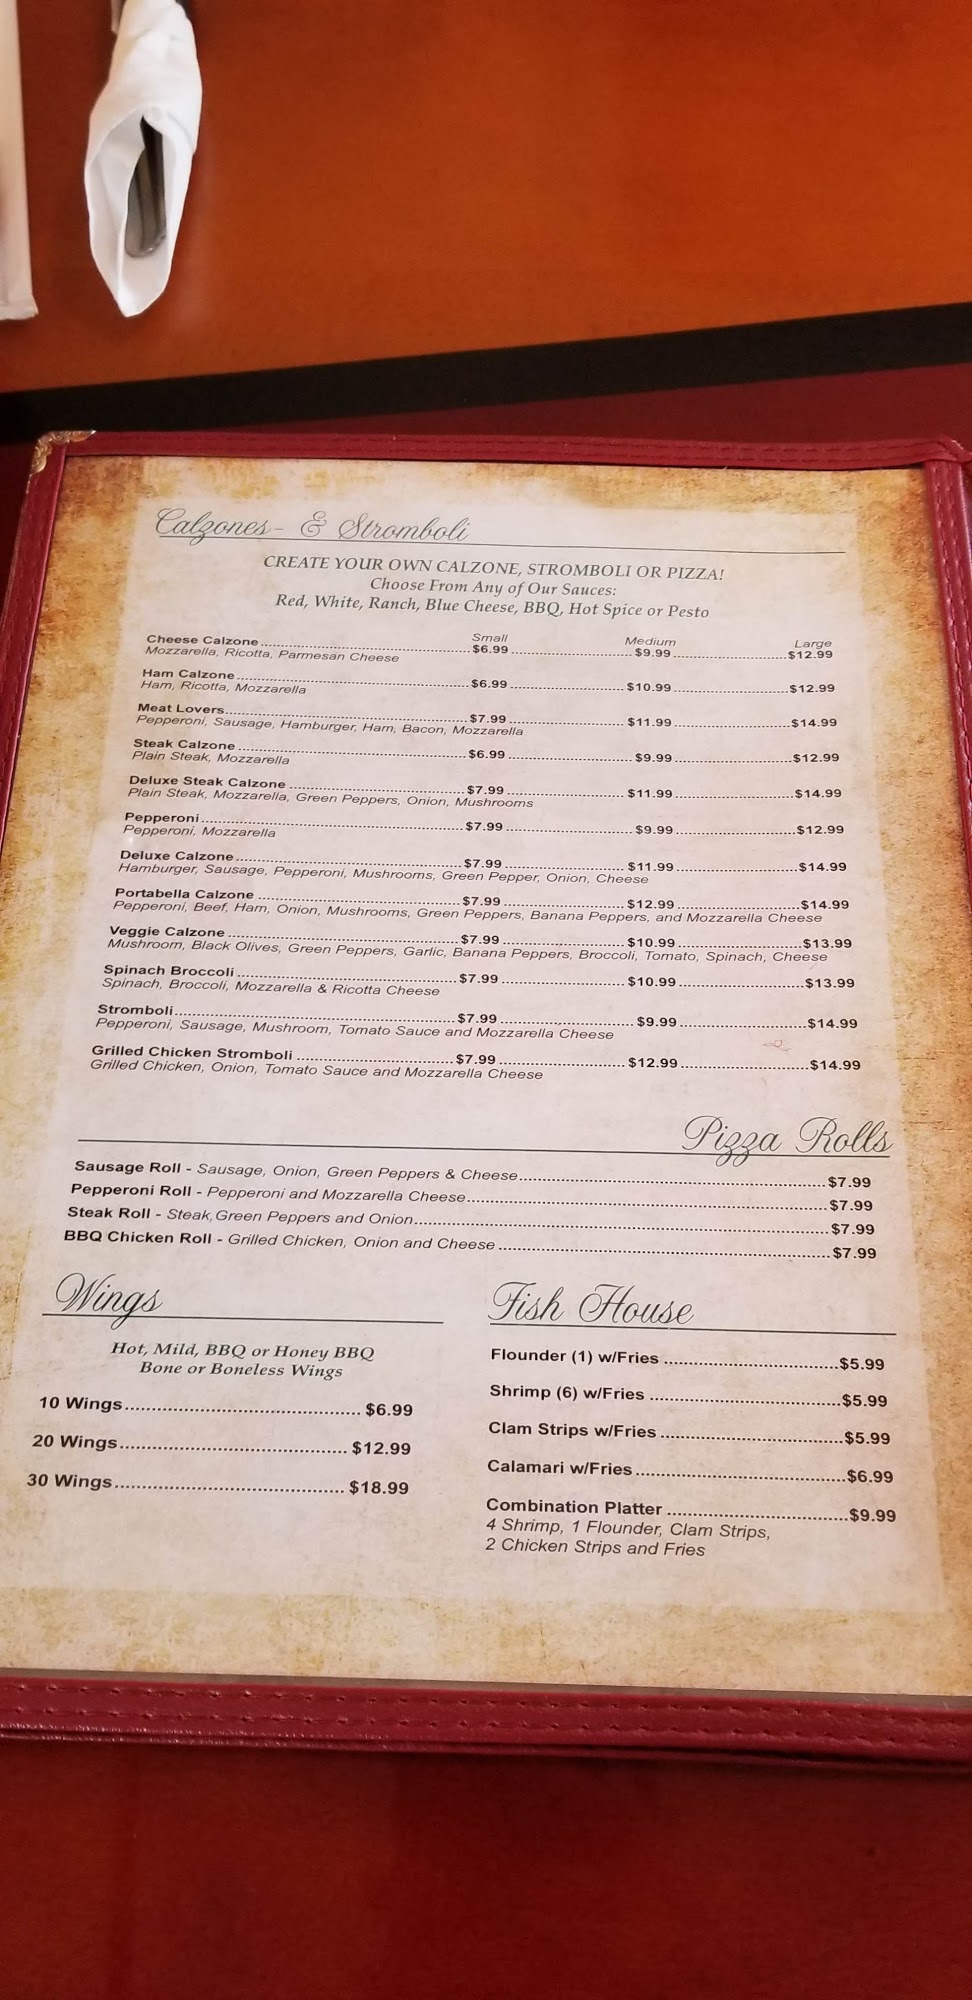 Calzones- & Stromboli
CREATE YOUR OWN CALZONE, STROMBOLI OR PIZZA!
Choose From Any of Our Sauces:
Red, White, Ranch, Blue Cheese, BBQ, Hot Spice or Pesto
Small Medium Large
Cheese Calzone $6.99 $9.99 $12.99
Mozzarella, Ricotta, Parmesan Cheese
Ham Calzone $6.99 $10.99 $12.99
Ham, Ricotta, Mozzarella
Meat Lovers $7.99 $11.99 $14.99
Pepperoni, Sausage, Hamburger, Ham, Bacon, Mozzarella
Steak Calzone $6.99 $9.99 $12.99
Plain Steak, Mozzarella
Deluxe Steak Calzone $7.99 $11.99 $14.99
Plain Steak, Mozzarella, Green Peppers, Onion, Mushrooms
Pepperoni $7.99 $9.99 $12.99
Pepperoni, Mozzarella
Deluxe Calzone $7.99 $11.99 $14.99
Hamburger, Sausage, Pepperoni, Mushrooms, Green Pepper, Onion, Cheese
Portabella Calzone $7.99 $12.99 $14.99
Pepperoni, Beef, Ham, Onion, Mushrooms, Green Peppers, Banana Peppers, and Mozzarella Cheese
Veggie Calzone $7.99 $10.99 $13.99
Mushroom, Black Olives, Green Peppers, Garlic, Banana Peppers, Broccoli, Tomato, Spinach, Cheese
Spinach Broccoli $7.99 $10.99 $13.99
Spinach, Broccoli, Mozzarella & Ricotta Cheese
Stromboli $7.99 $9.99 $14.99
Pepperoni, Sausage, Mushroom, Tomato Sauce and Mozzarella Cheese
Grilled Chicken Stromboli $7.99 $12.99 $14.99
Grilled Chicken, Onion, Tomato Sauce and Mozzarella Cheese
Pizza Rolls
Sausage Roll - Sausage, Onion, Green Peppers & Cheese $7.99
Pepperoni Roll - Pepperoni and Mozzarella Cheese $7.99
Steak Roll - Steak, Green Peppers and Onion $7.99
BBQ Chicken Roll - Grilled Chicken, Onion and Cheese $7.99
Wings
Hot, Mild, BBQ or Honey BBQ
Bone or Boneless Wings
10 Wings $6.99
20 Wings $12.99
30 Wings $18.99
Fish House
Flounder (1) w/Fries $5.99
Shrimp (6) w/Fries $5.99
Clam Strips w/Fries $5.99
Calamari w/Fries $6.99
Combination Platter $9.99
4 Shrimp, 1 Flounder, Clam Strips,
2 Chicken Strips and Fries